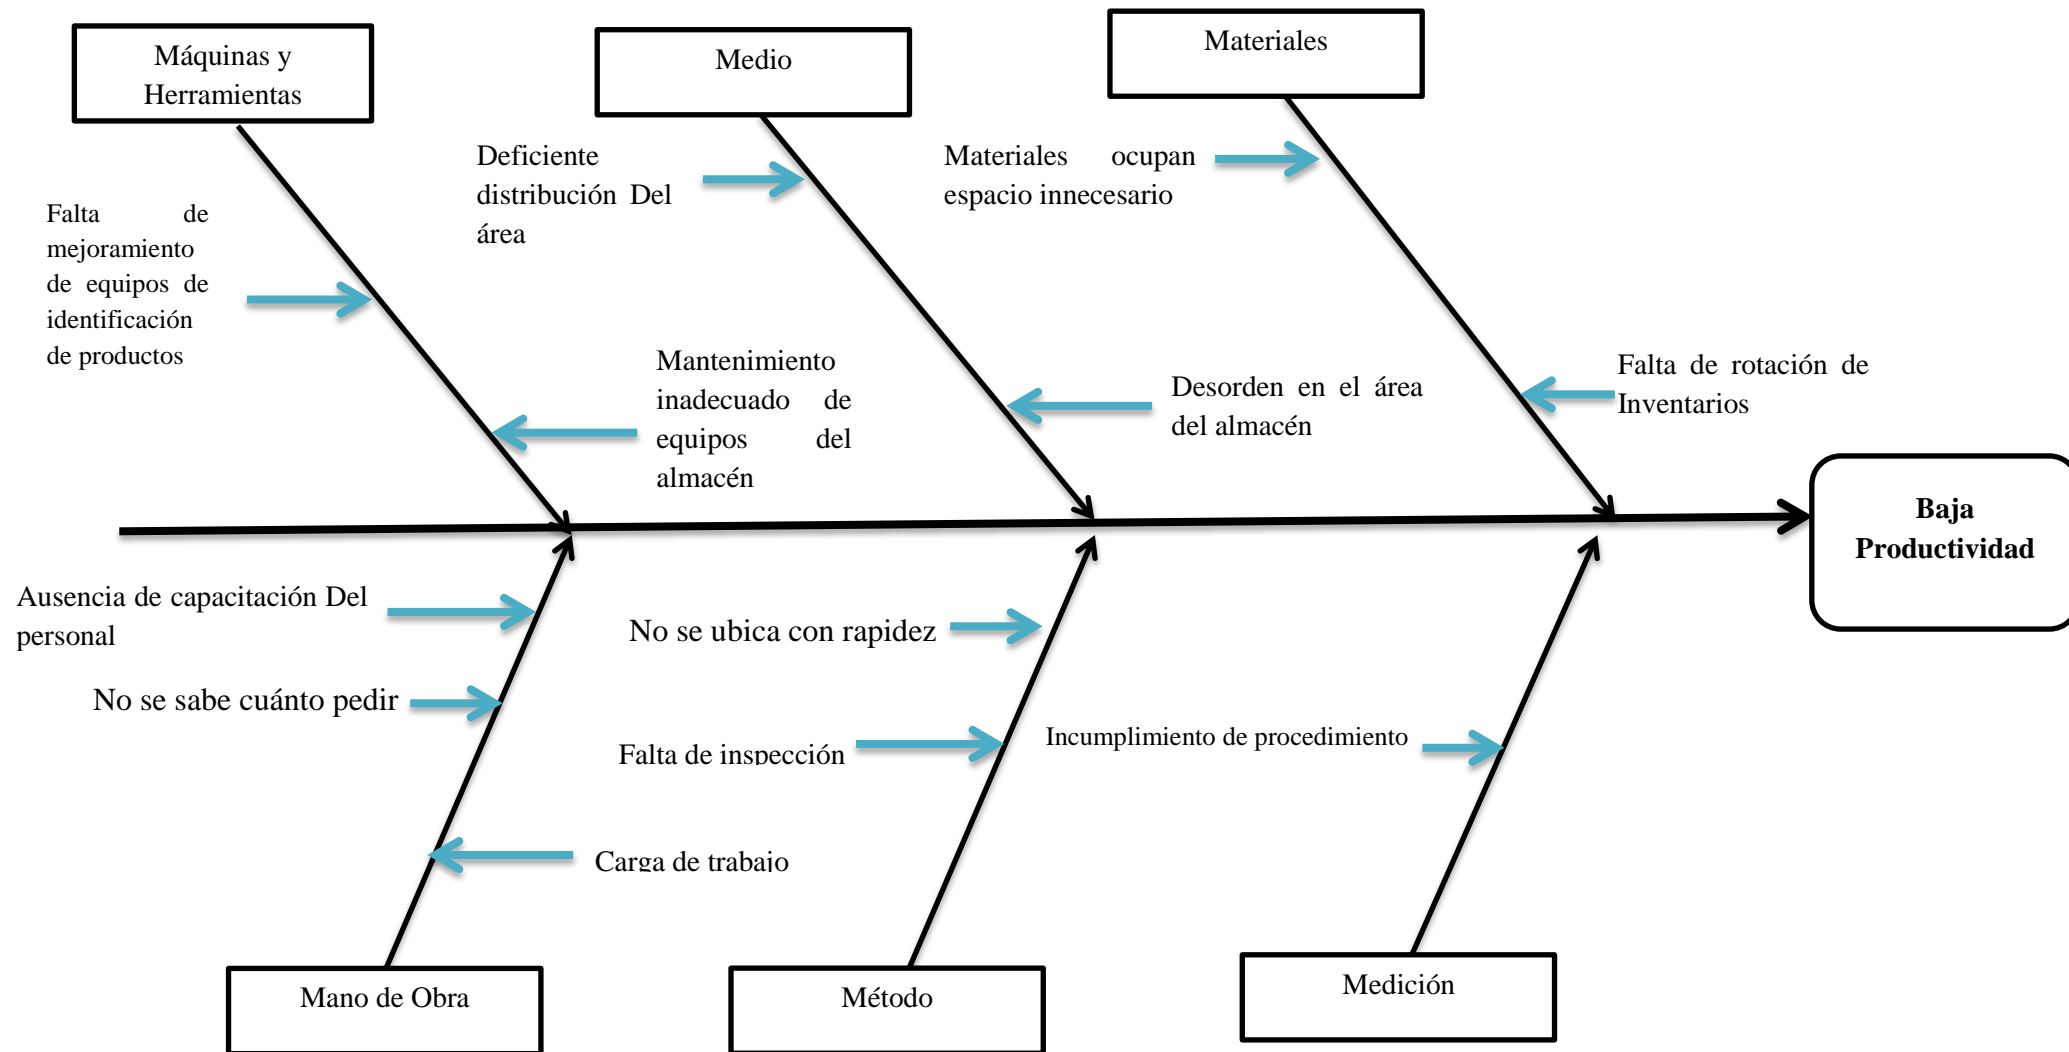 Máquinas y
Herramientas
Medio
Materiales
Deficiente
distribución Del
área
Materiales ocupan
espacio innecesario
Falta de
mejoramiento
de equipos de
identificación
de productos
Mantenimiento
inadecuado de
equipos del
almacén
Desorden en el área
del almacén
Falta de rotación de
Inventarios
Baja
Productividad
Ausencia de capacitación Del
personal
No se ubica con rapidez
No se sabe cuánto pedir
Falta de inspección
Incumplimiento de procedimiento
Carga de trabajo
Mano de Obra
Método
Medición